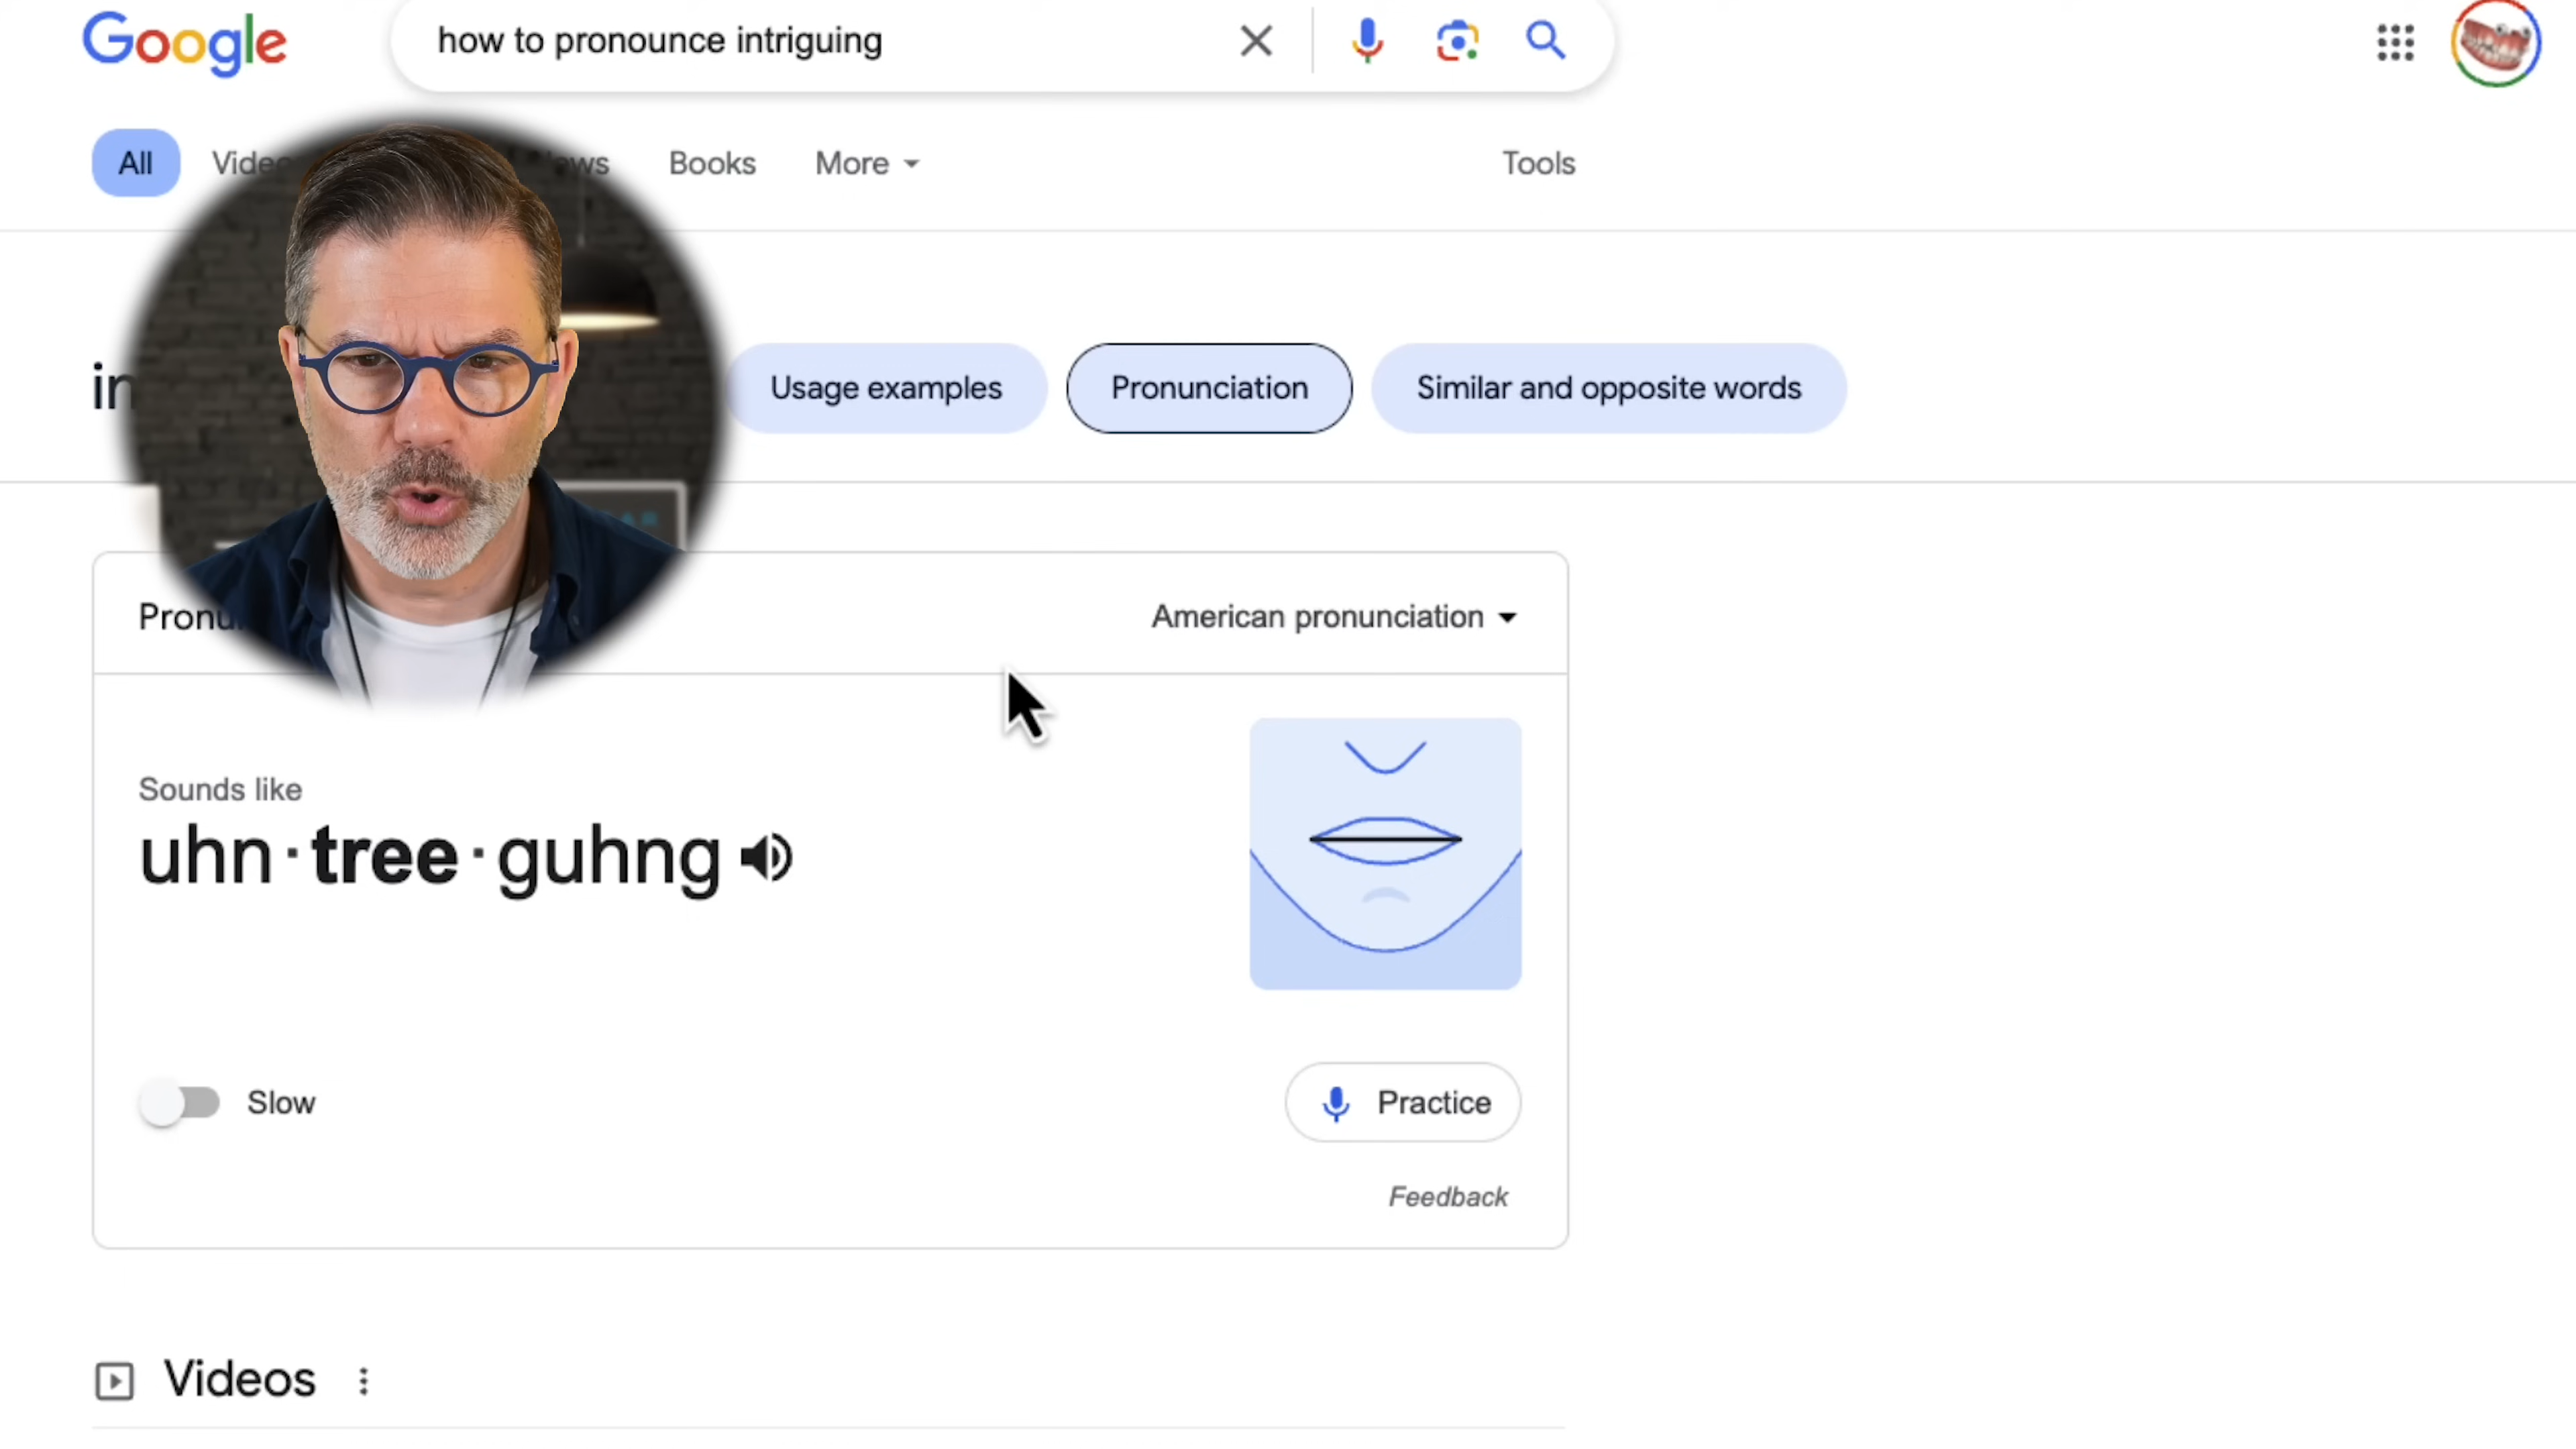 Google
how to pronounce intriguing
All
Books
More
Tools
Usage examples
Pronunciation
Similar and opposite words
American pronunciation
Sounds like
uhn·tree·guhng
Slow
Practice
Feedback
Videos